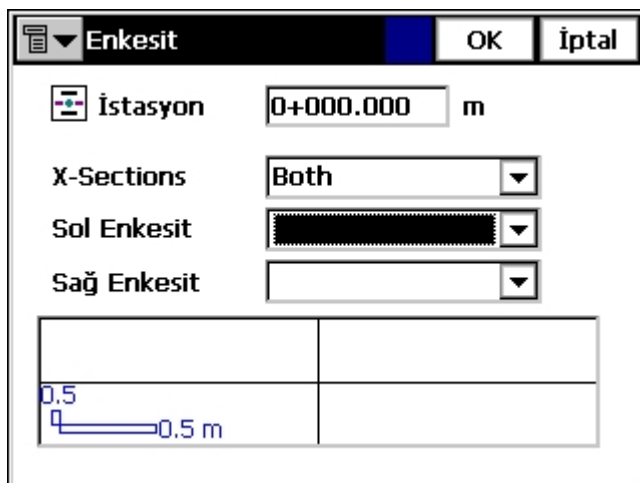 Enkesit OK İptal
İstasyon 0+000.000 m
X-Sections Both
Sol Enkesit
Sağ Enkesit
0.5
0.5 m